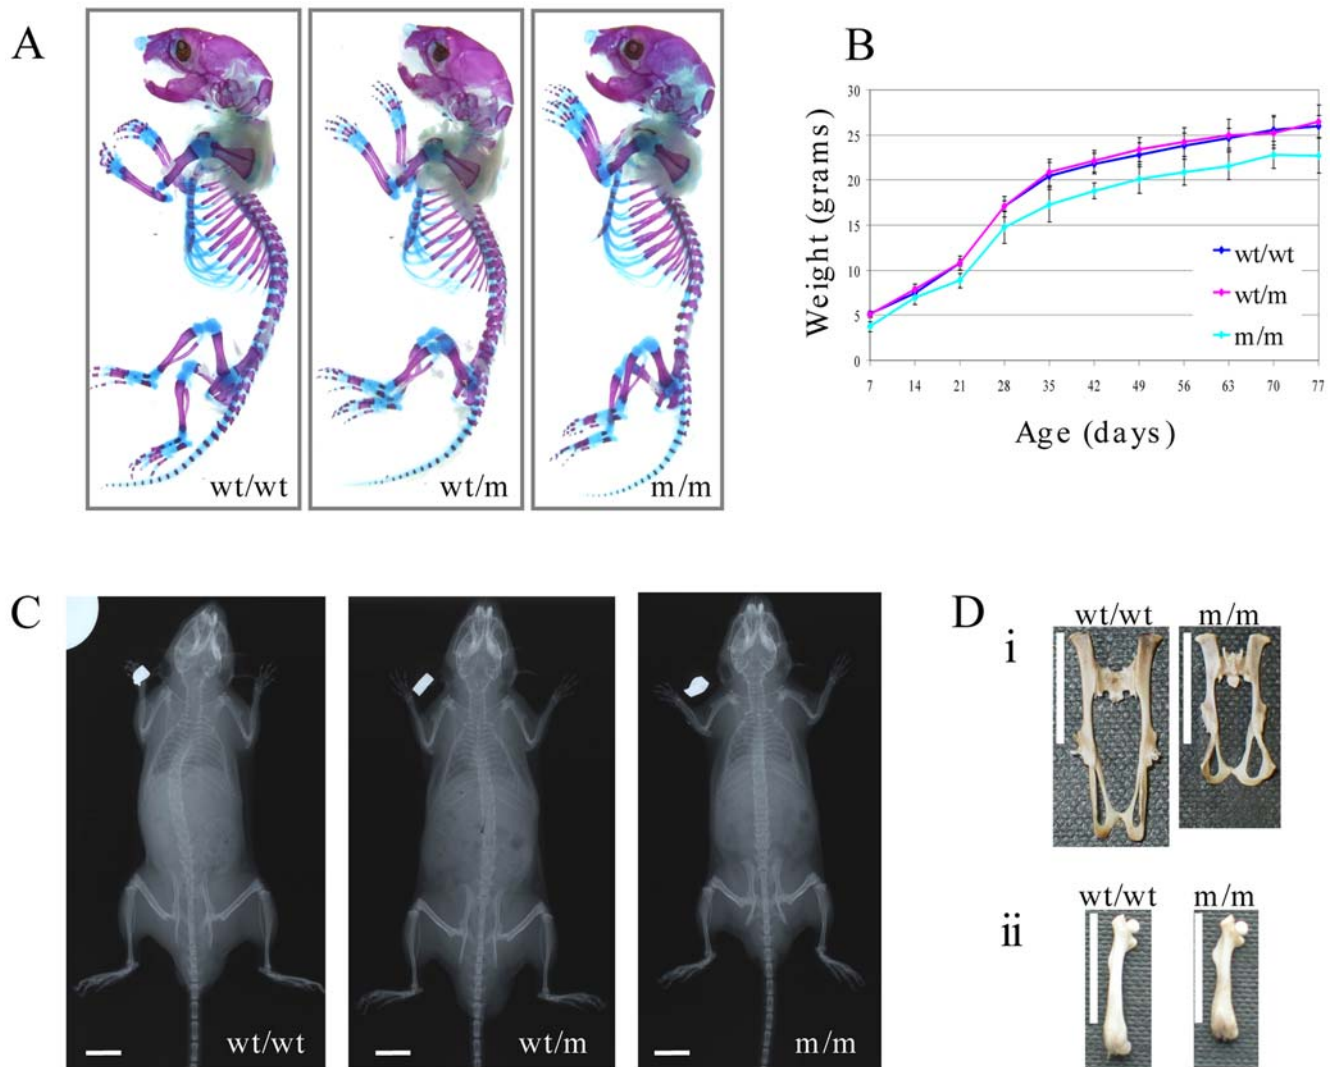 A
wt/wt
wt/m
m/m
B
Weight (grams)
30
25
20
15
10
5
0
7 14 21 28 35 42 49 56 63 70 77
Age (days)
wt/wt
wt/m
m/m
C
wt/wt
wt/m
m/m
D
i
wt/wt m/m
ii
wt/wt m/m